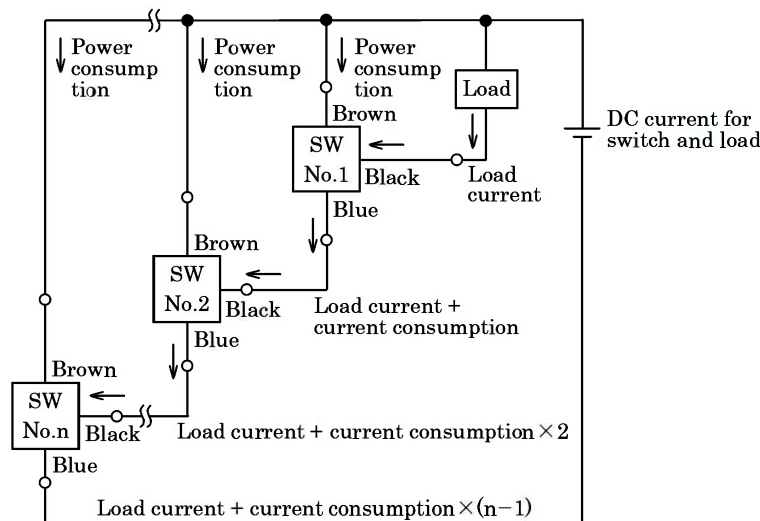 Power
consump
tion
Power
consump
tion
Power
consump
tion
Load
DC current for
switch and load
Brown
SW
No.1
Black
Load
current
Blue
Brown
SW
No.2
Black
Load current +
current consumption
Blue
Brown
SW
No.n
Black
Load current + current consumption×2
Blue
Load current + current consumption×(n−1)